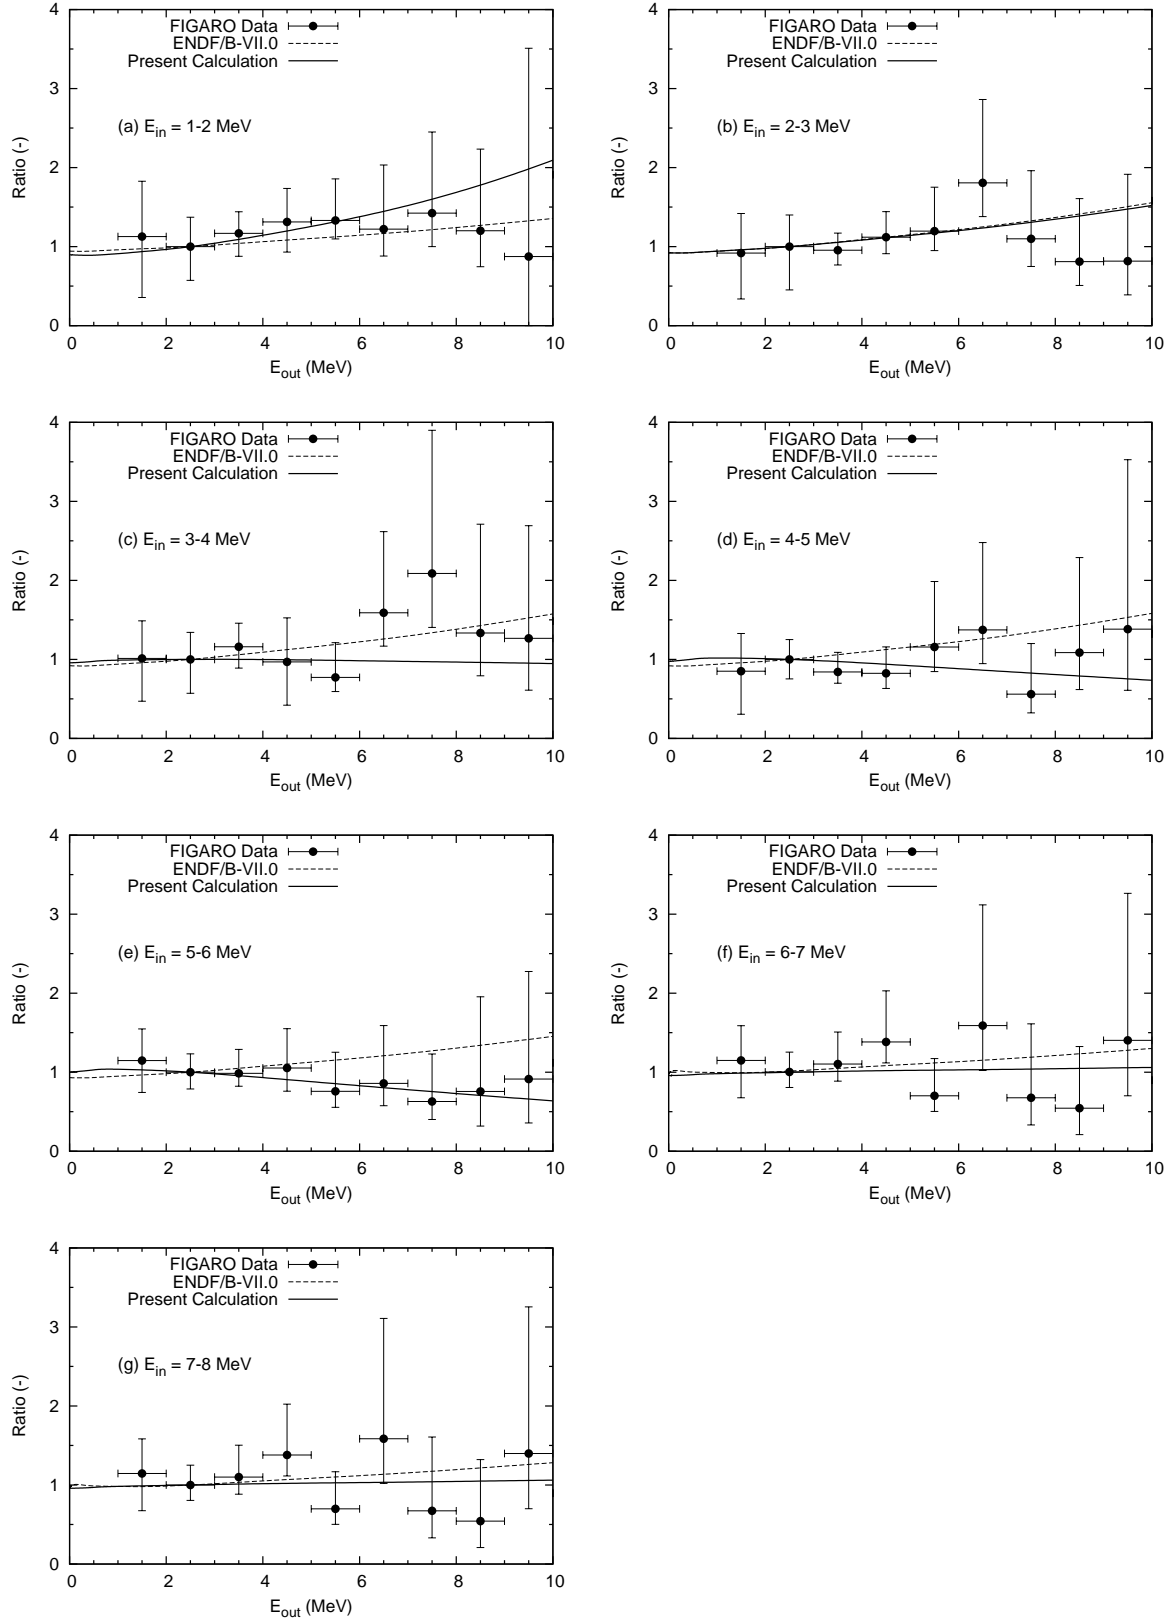 4
3
2
1
0
0 2 4 6 8 10
Ratio (-)
E_out (MeV)
(a) E_in = 1-2 MeV
FIGARO Data
ENDF/B-VII.0
Present Calculation
4
3
2
1
0
0 2 4 6 8 10
Ratio (-)
E_out (MeV)
(b) E_in = 2-3 MeV
FIGARO Data
ENDF/B-VII.0
Present Calculation
4
3
2
1
0
0 2 4 6 8 10
Ratio (-)
E_out (MeV)
(c) E_in = 3-4 MeV
FIGARO Data
ENDF/B-VII.0
Present Calculation
4
3
2
1
0
0 2 4 6 8 10
Ratio (-)
E_out (MeV)
(d) E_in = 4-5 MeV
FIGARO Data
ENDF/B-VII.0
Present Calculation
4
3
2
1
0
0 2 4 6 8 10
Ratio (-)
E_out (MeV)
(e) E_in = 5-6 MeV
FIGARO Data
ENDF/B-VII.0
Present Calculation
4
3
2
1
0
0 2 4 6 8 10
Ratio (-)
E_out (MeV)
(f) E_in = 6-7 MeV
FIGARO Data
ENDF/B-VII.0
Present Calculation
4
3
2
1
0
0 2 4 6 8 10
Ratio (-)
E_out (MeV)
(g) E_in = 7-8 MeV
FIGARO Data
ENDF/B-VII.0
Present Calculation